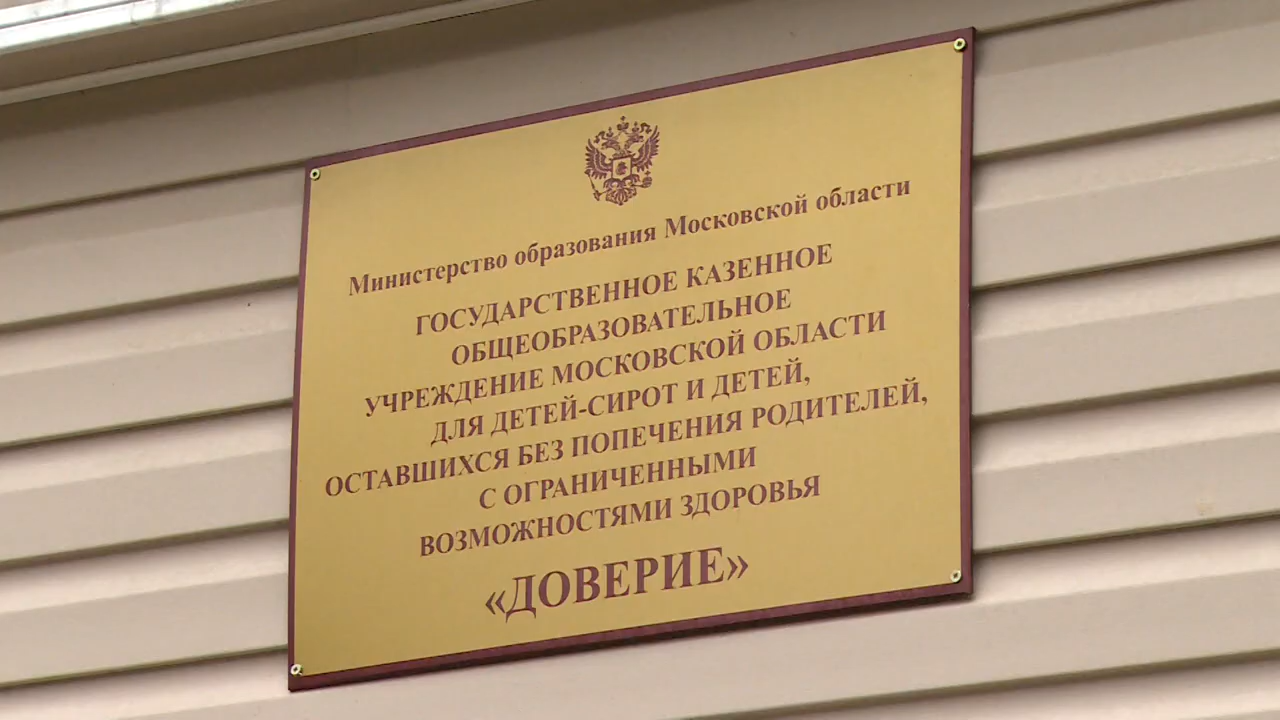 Министерство образования Московской области
ГОСУДАРСТВЕННОЕ КАЗЕННОЕ
ОБЩЕОБРАЗОВАТЕЛЬНОЕ
УЧРЕЖДЕНИЕ МОСКОВСКОЙ ОБЛАСТИ
ДЛЯ ДЕТЕЙ-СИРОТ И ДЕТЕЙ,
ОСТАВШИХСЯ БЕЗ ПОПЕЧЕНИЯ РОДИТЕЛЕЙ,
С ОГРАНИЧЕННЫМИ
ВОЗМОЖНОСТЯМИ ЗДОРОВЬЯ
«ДОВЕРИЕ»